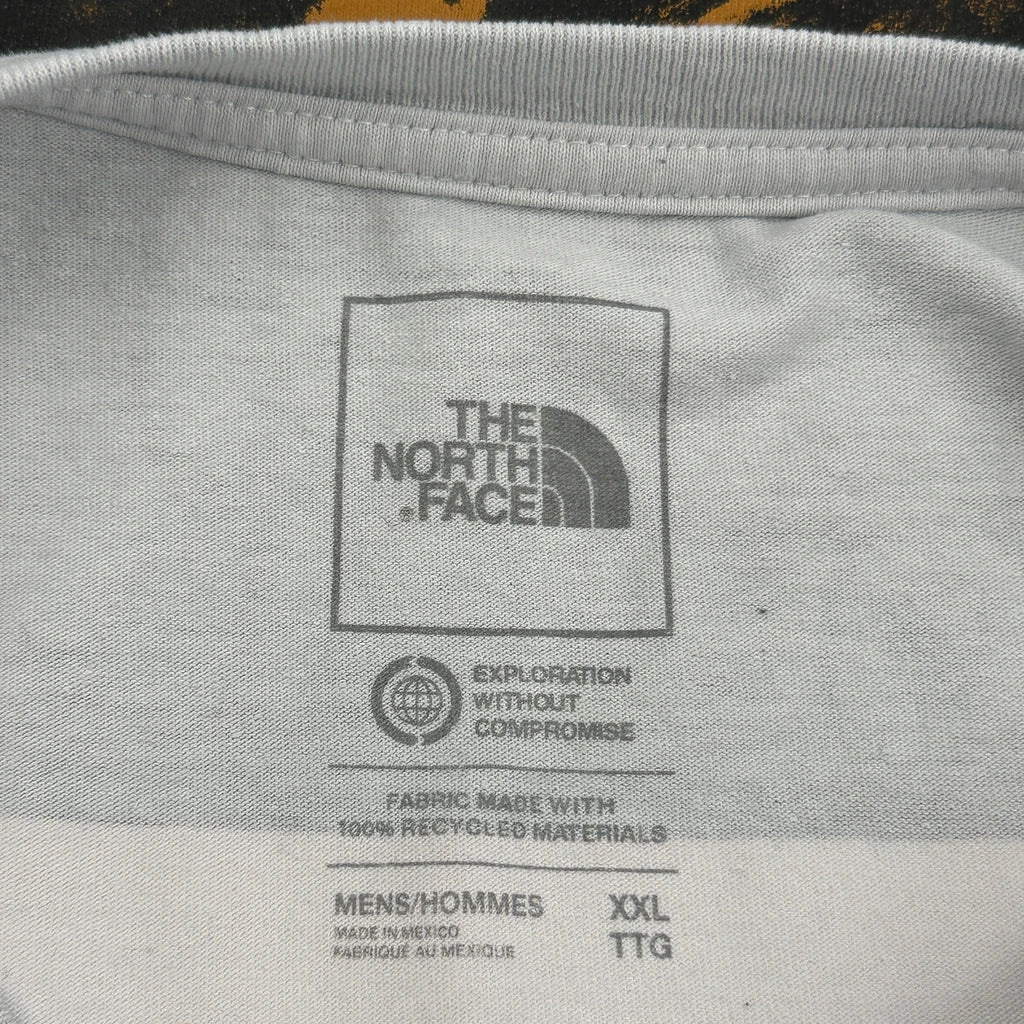 THE
NORTH
FACE
®
EXPLORATION
WITHOUT
COMPROMISE
FABRIC MADE WITH
100% RECYCLED MATERIALS
MENS/HOMMES XXL
MADE IN MEXICO TTG
FABRIQUÉ AU MEXIQUE